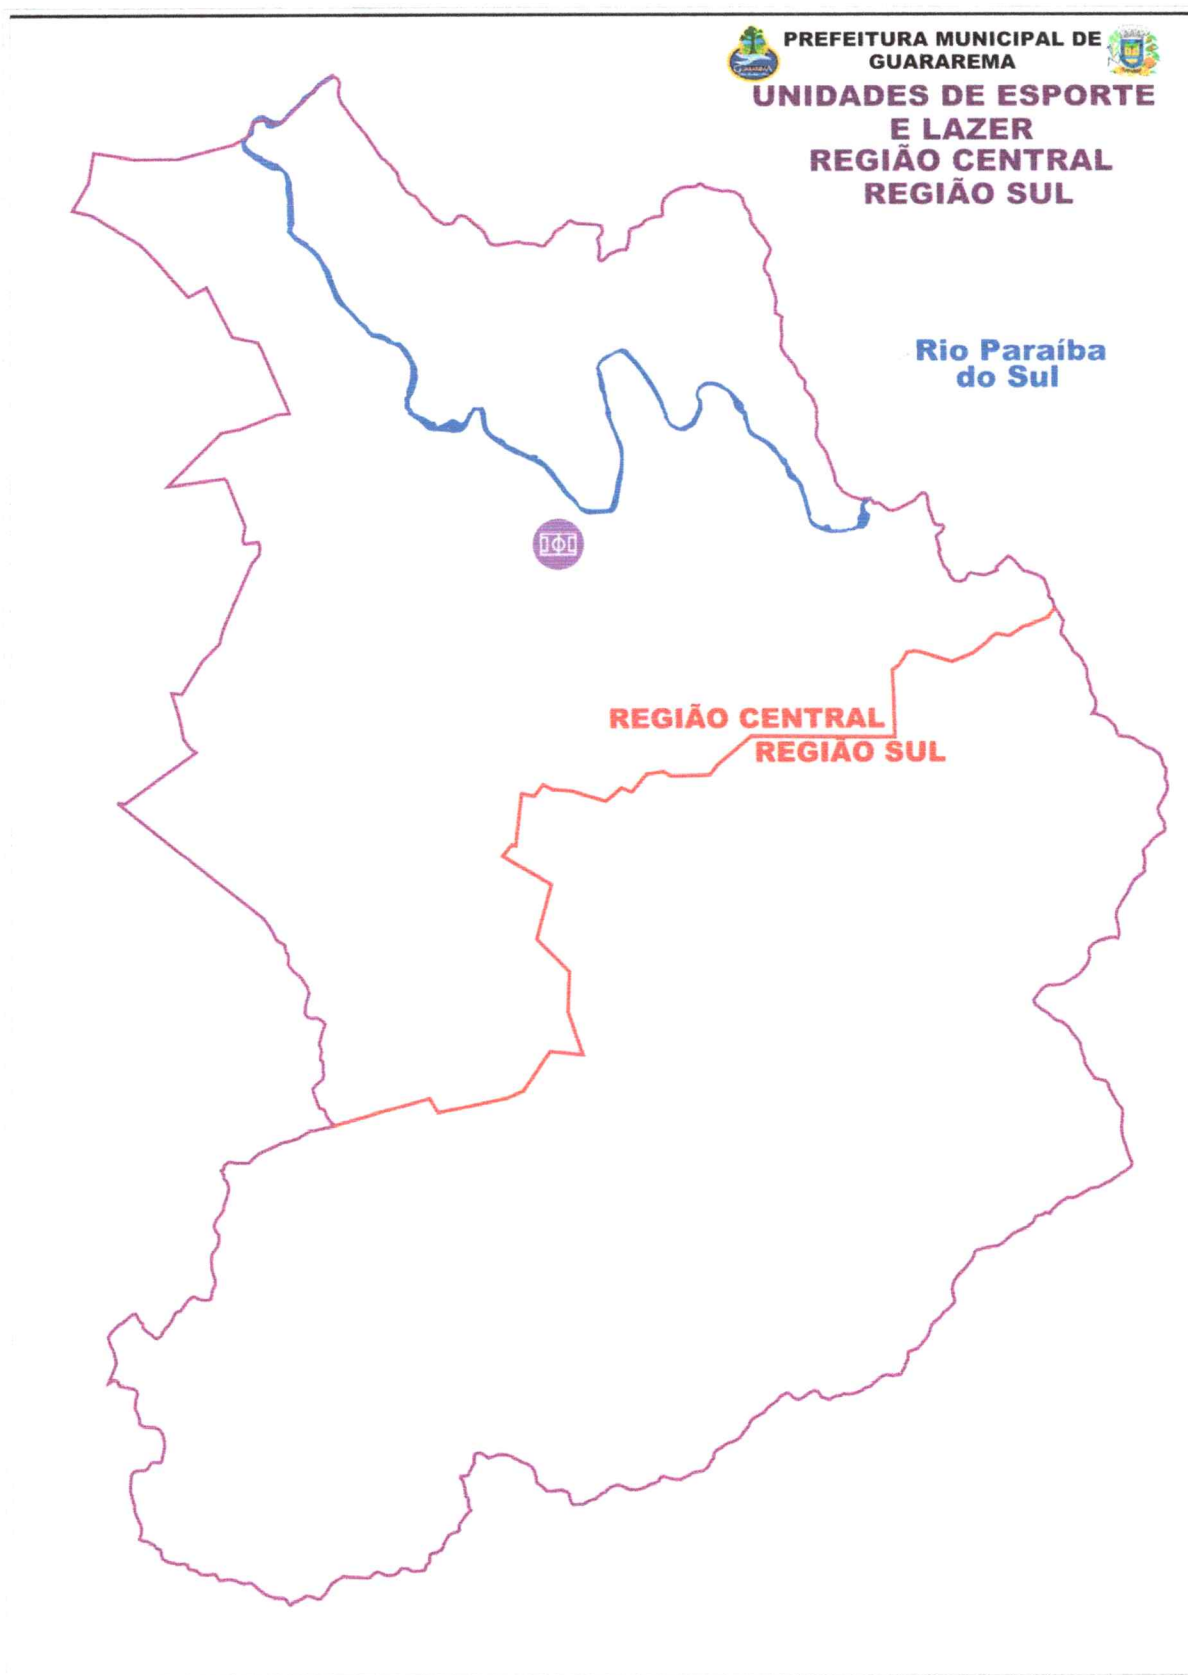 PREFEITURA MUNICIPAL DE
GUARAREMA
UNIDADES DE ESPORTE
E LAZER
REGIÃO CENTRAL
REGIÃO SUL
Rio Paraíba
do Sul
REGIÃO CENTRAL
REGIÃO SUL